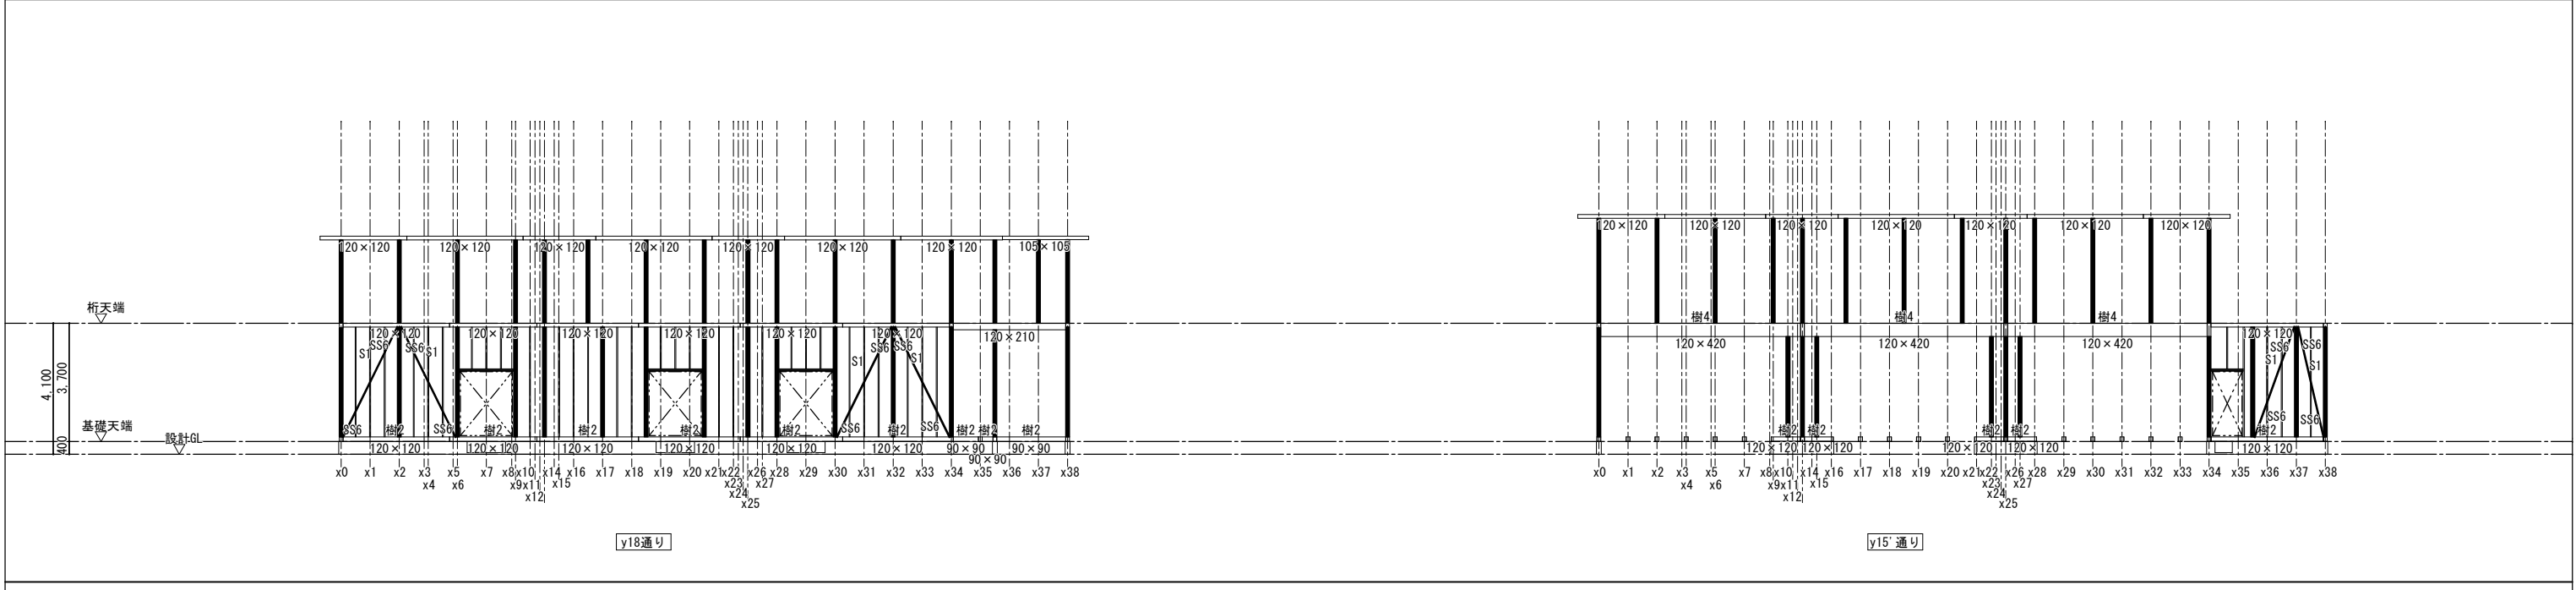 120×120 120×120 120×120 120×120 120×120 120×120 120×120 105×105
桁天端
120×120 120×120 120×120 120×120 120×120 120×120 120×210
S1 SS6 SS6 S1 S1 SS6 SS6 S1
4,100
3,700
400
基礎天端
設計GL
SS6 樹2 SS6 樹2 樹2 樹2 樹2 SS6 樹2 SS6 樹2 樹2 樹2
120×120 120×120 120×120 120×120 120×120 120×120 90×90 90×90
90×90
x0 x1 x2 x3 x5 x7 x8 x10 x14 x16 x17 x18 x19 x20 x21 x22 x26 x28 x29 x30 x31 x32 x33 x34 x35 x36 x37 x38
x4 x6 x9 x11 x15 x23 x27
x12 x24
x25
y18通り
120×120 120×120 120×120 120×120 120×120 120×120 120×120
樹4 樹4 樹4
120×420 120×420 120×420 120×120
S1 SS6 SS6 S1
樹2 樹2 樹2 樹2 樹2 SS6 SS6
120×120 120×120 120×120 120×120 120×120
x0 x1 x2 x3 x5 x7 x8 x10 x14 x16 x17 x18 x19 x20 x21 x22 x26 x28 x29 x30 x31 x32 x33 x34 x35 x36 x37 x38
x4 x6 x9 x11 x15 x23 x27
x12 x24
x25
y15'通り